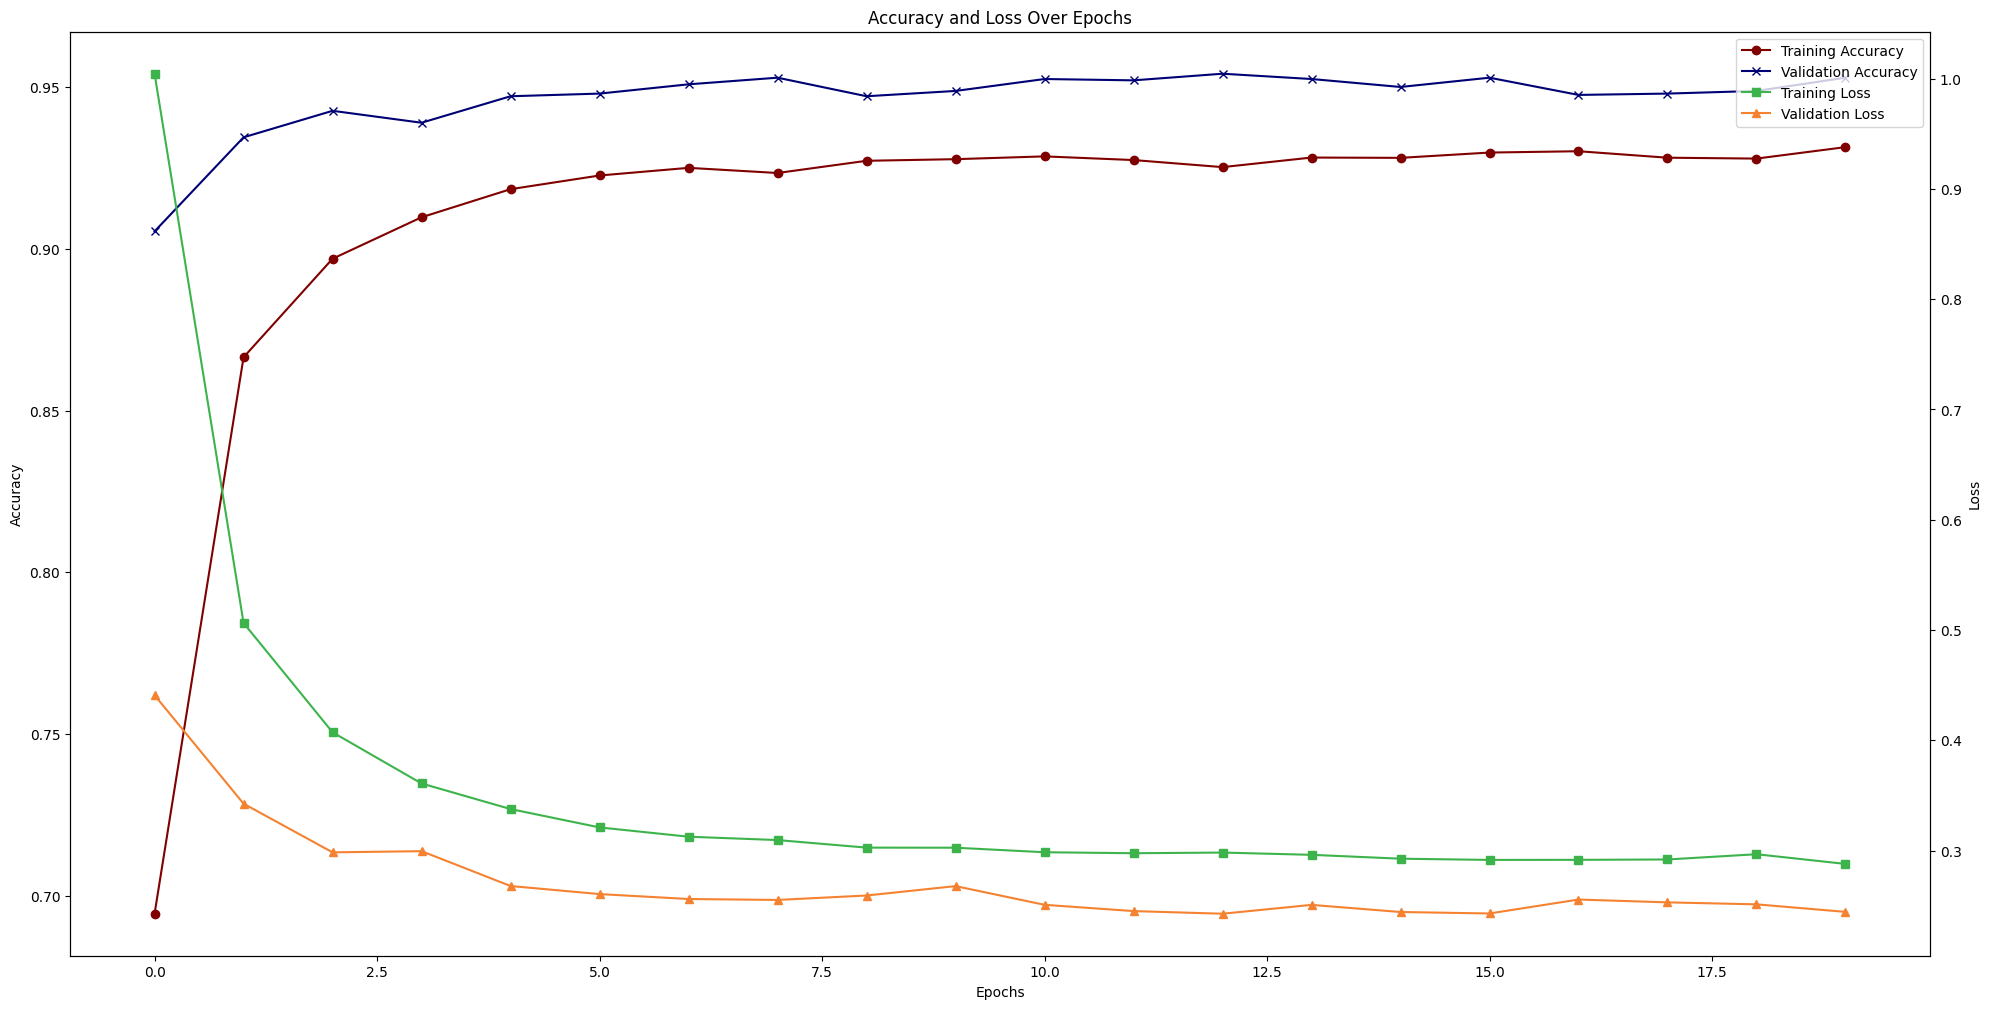 Accuracy and Loss Over Epochs
Training Accuracy
Validation Accuracy
Training Loss
Validation Loss
0.95
0.90
0.85
0.80
0.75
0.70
Accuracy
1.0
0.9
0.8
0.7
0.6
0.5
0.4
0.3
Loss
0.0 2.5 5.0 7.5 10.0 12.5 15.0 17.5
Epochs